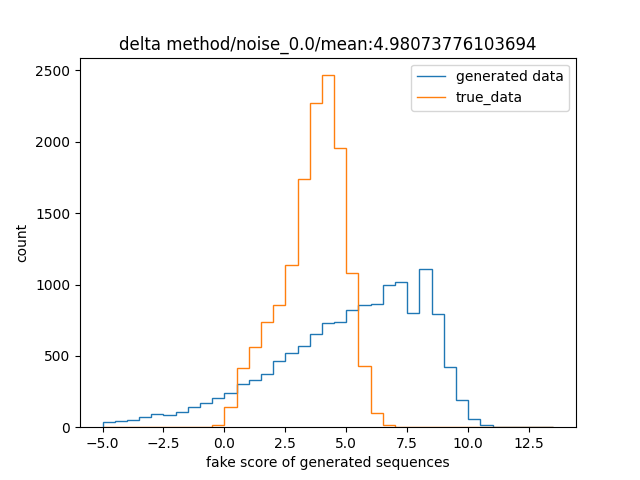 delta method/noise_0.0/mean:4.98073776103694
generated data
true_data
2500
2000
1500
1000
500
0
count
−5.0 −2.5 0.0 2.5 5.0 7.5 10.0 12.5
fake score of generated sequences